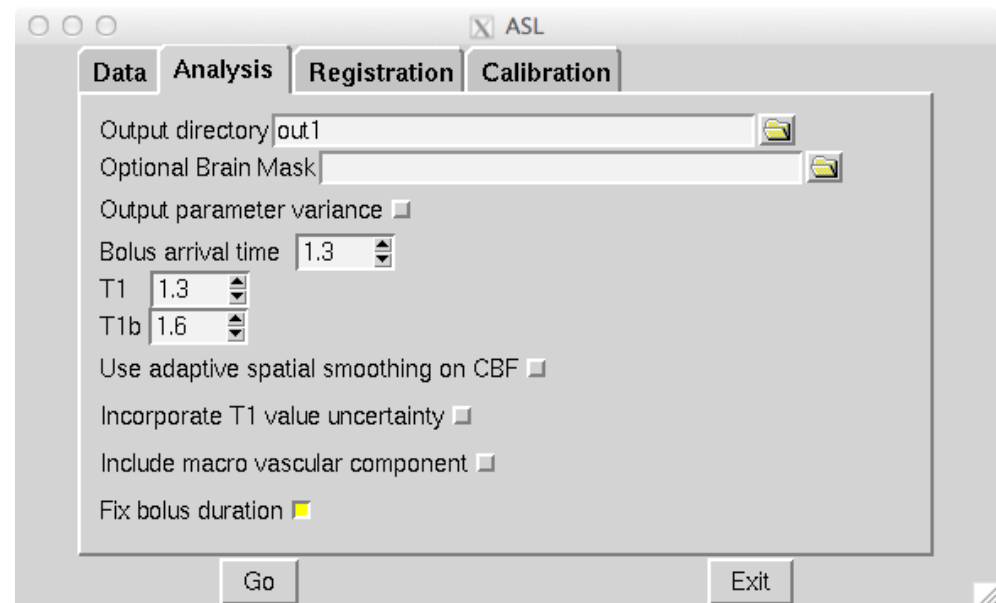 ASL
Data Analysis Registration Calibration
Output directory out1
Optional Brain Mask
Output parameter variance
Bolus arrival time 1.3
T1 1.3
T1b 1.6
Use adaptive spatial smoothing on CBF
Incorporate T1 value uncertainty
Include macro vascular component
Fix bolus duration
Go Exit